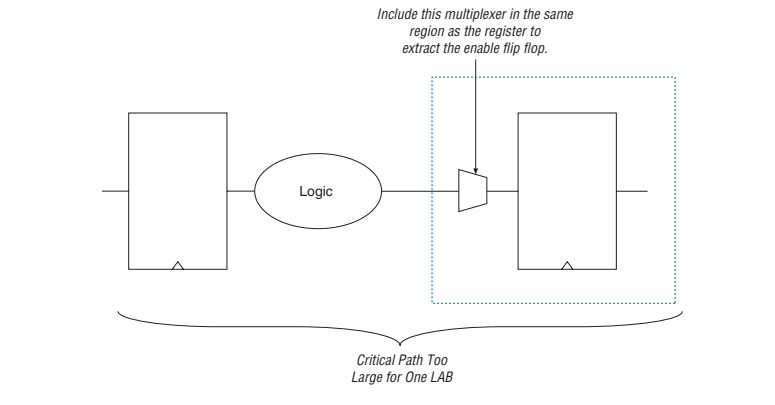 Include this multiplexer in the same
region as the register to
extract the enable flip flop.
Logic
Critical Path Too
Large for One LAB